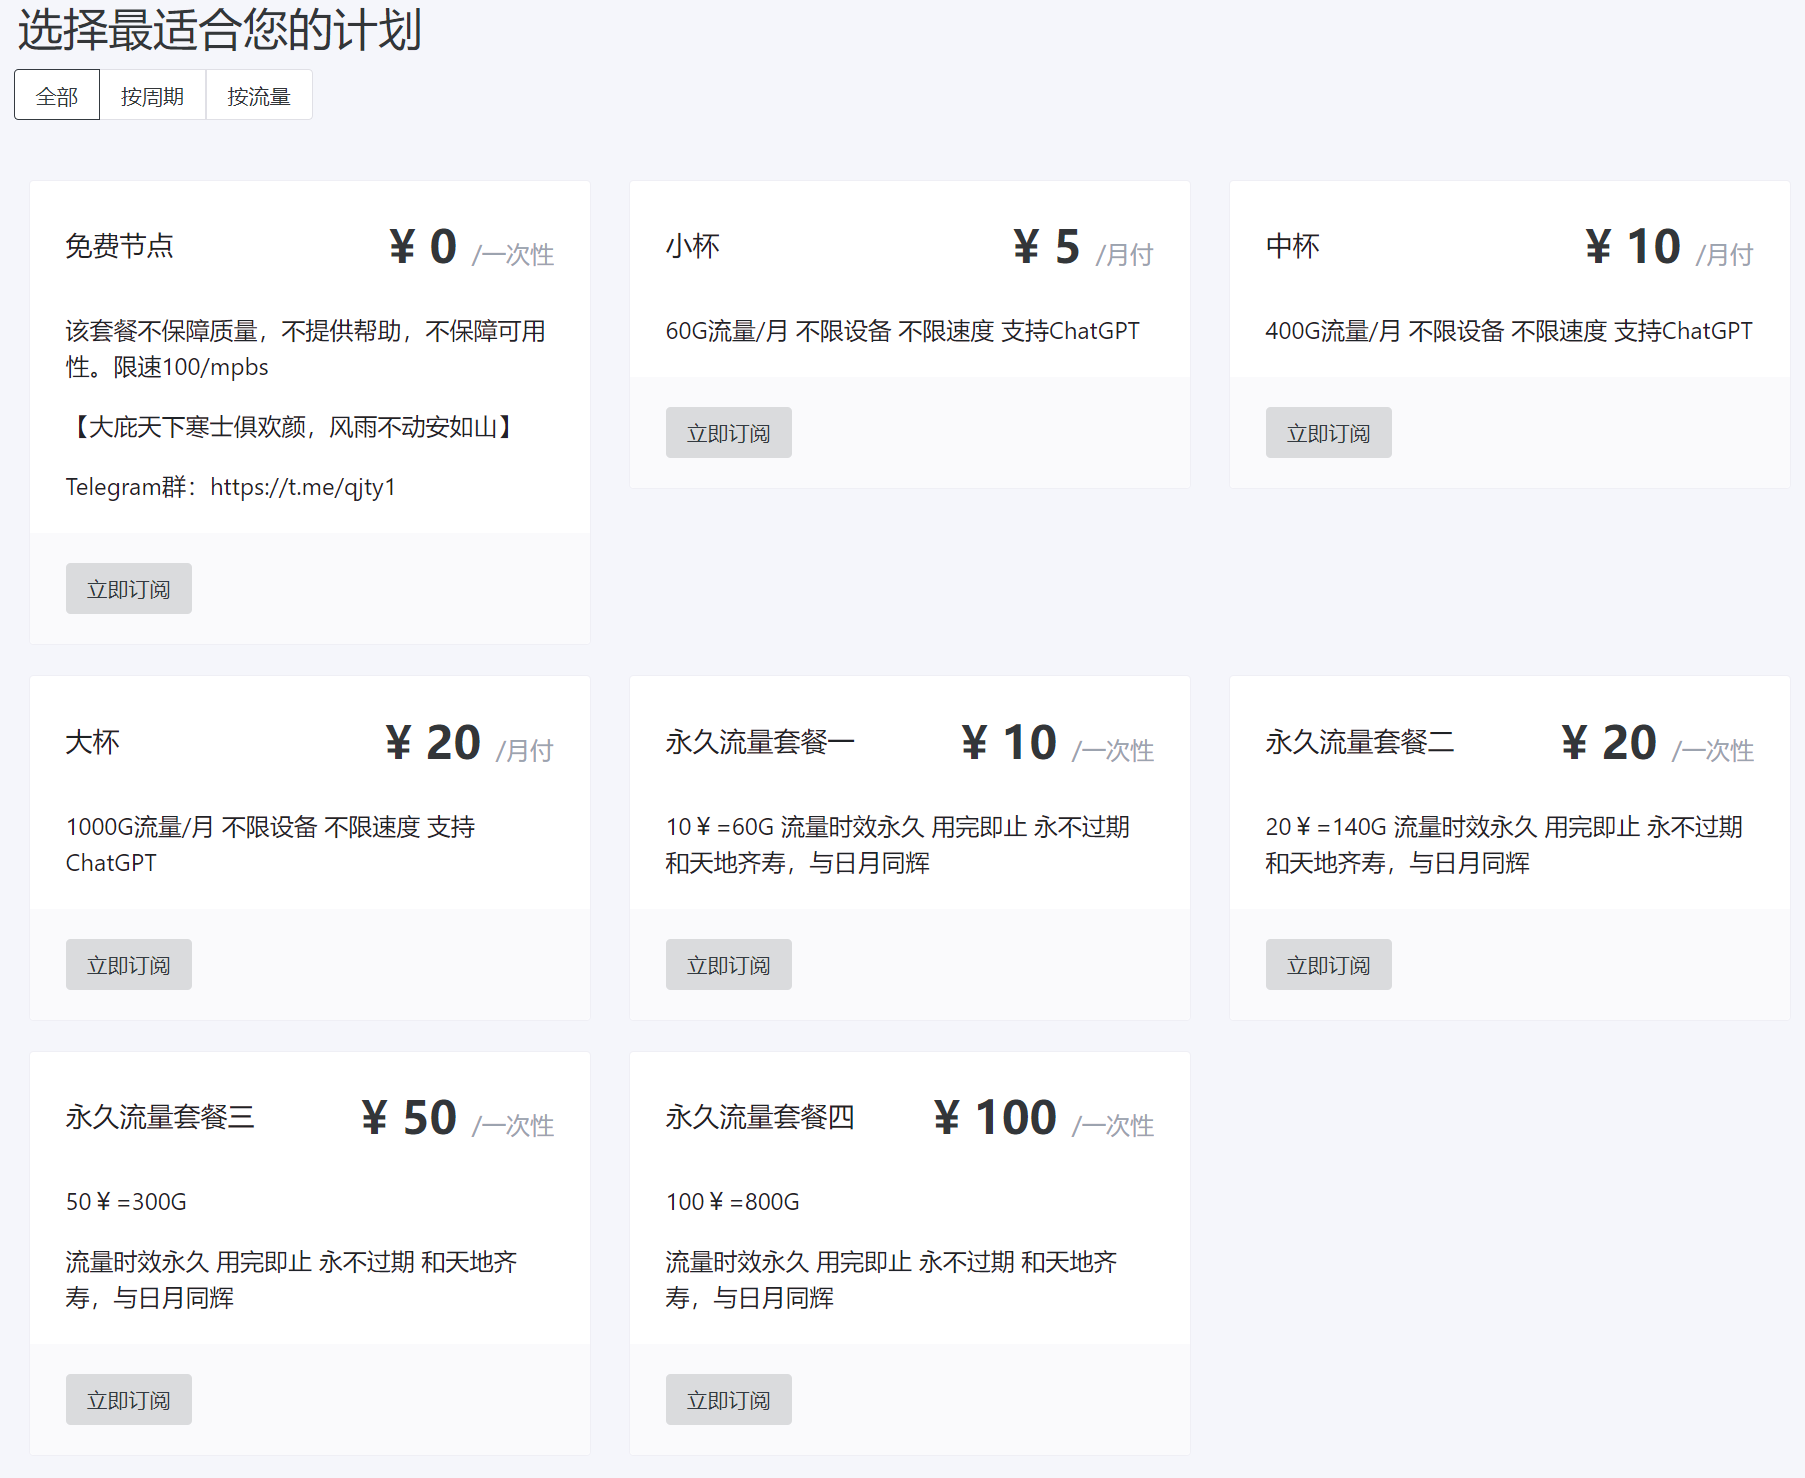 选择最适合您的计划
全部
按周期
按流量
免费节点
¥ 0 /一次性
该套餐不保障质量，不提供帮助，不保障可用
性。限速100/mpbs
【大庇天下寒士俱欢颜，风雨不动安如山】
Telegram群：https://t.me/qjty1
立即订阅
小杯
¥ 5 /月付
60G流量/月 不限设备 不限速度 支持ChatGPT
立即订阅
中杯
¥ 10 /月付
400G流量/月 不限设备 不限速度 支持ChatGPT
立即订阅
大杯
¥ 20 /月付
1000G流量/月 不限设备 不限速度 支持
ChatGPT
立即订阅
永久流量套餐一
¥ 10 /一次性
10￥=60G 流量时效永久 用完即止 永不过期
和天地齐寿，与日月同辉
立即订阅
永久流量套餐二
¥ 20 /一次性
20￥=140G 流量时效永久 用完即止 永不过期
和天地齐寿，与日月同辉
立即订阅
永久流量套餐三
¥ 50 /一次性
50￥=300G
流量时效永久 用完即止 永不过期 和天地齐
寿，与日月同辉
立即订阅
永久流量套餐四
¥ 100 /一次性
100￥=800G
流量时效永久 用完即止 永不过期 和天地齐
寿，与日月同辉
立即订阅